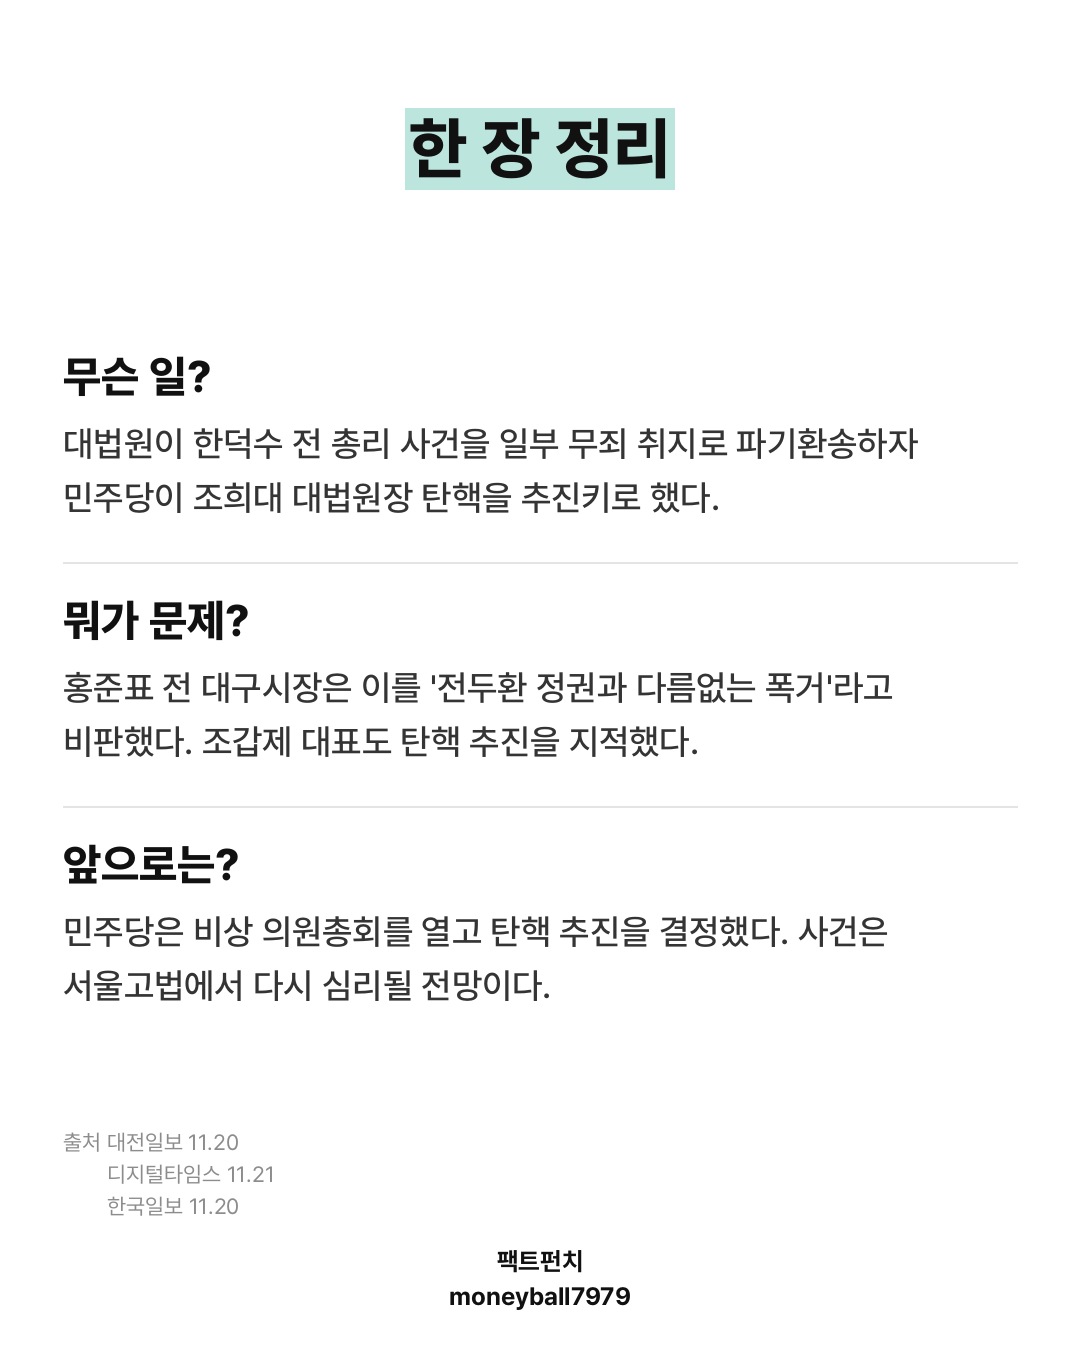 한 장 정리
무슨 일?
대법원이 한덕수 전 총리 사건을 일부 무죄 취지로 파기환송하자
민주당이 조희대 대법원장 탄핵을 추진키로 했다.
뭐가 문제?
홍준표 전 대구시장은 이를 '전두환 정권과 다름없는 폭거'라고
비판했다. 조갑제 대표도 탄핵 추진을 지적했다.
앞으로는?
민주당은 비상 의원총회를 열고 탄핵 추진을 결정했다. 사건은
서울고법에서 다시 심리될 전망이다.
출처 대전일보 11.20
디지털타임스 11.21
한국일보 11.20
팩트펀치
moneyball7979